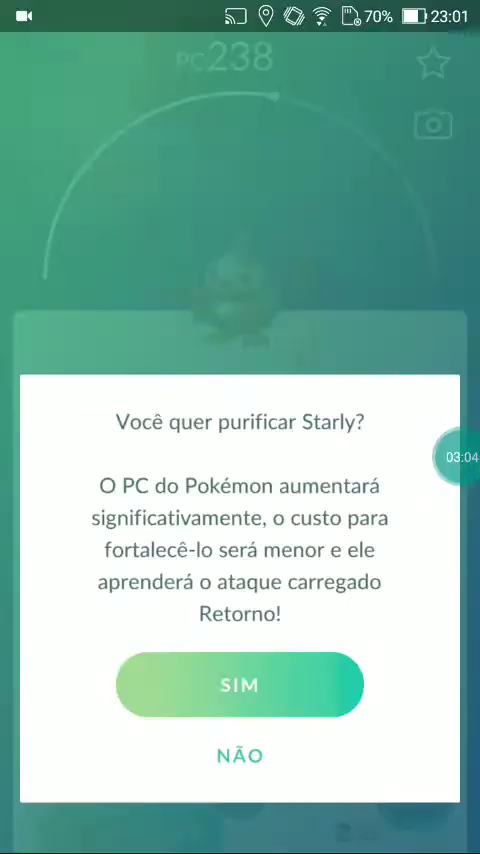 70% 23:01
PC238
Você quer purificar Starly?
O PC do Pokémon aumentará
significativamente, o custo para
fortalecê-lo será menor e ele
aprenderá o ataque carregado
Retorno!
03:04
SIM
NÃO